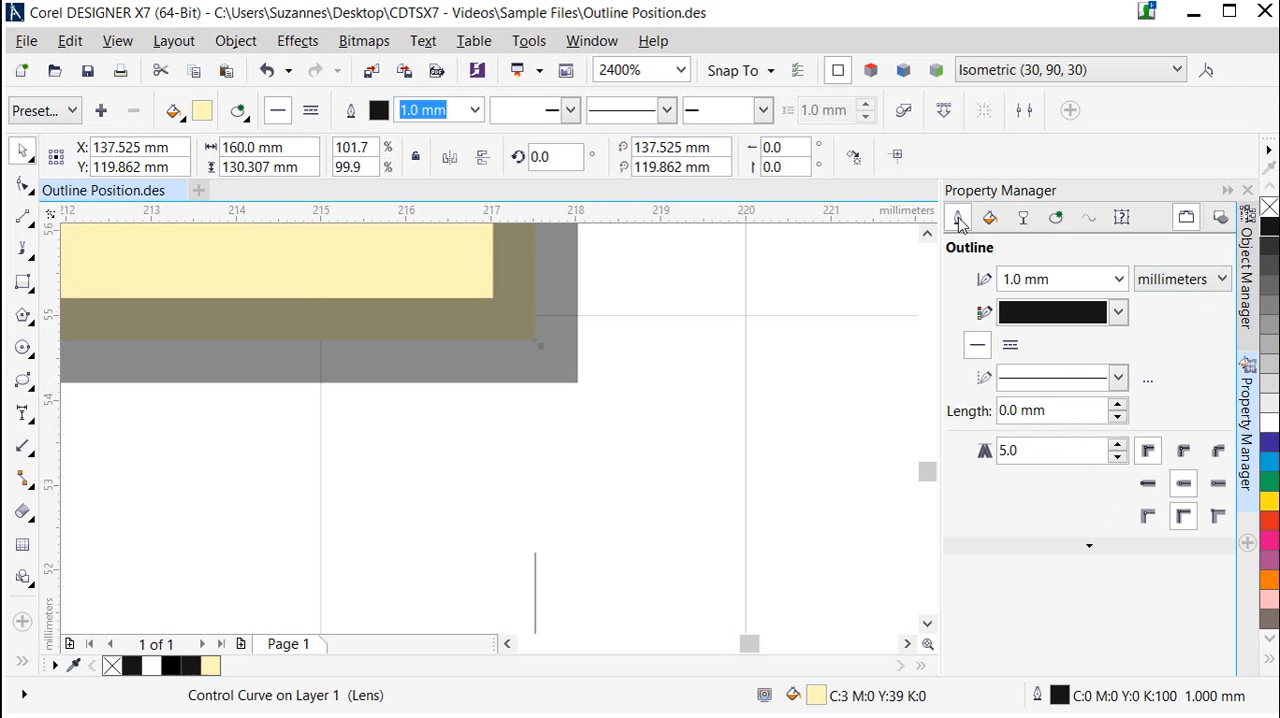 Corel DESIGNER X7 (64-Bit) - C:\Users\Suzannes\Desktop\CDTSX7 - Videos\Sample Files\Outline Position.des
File Edit View Layout Object Effects Bitmaps Text Table Tools Window Help
2400% Snap To Isometric (30, 90, 30)
Preset... 1.0 mm 1.0 mm
X: 137.525 mm 160.0 mm 101.7 % 0.0 ° 137.525 mm 0.0 °
Y: 119.862 mm 130.307 mm 99.9 % 119.862 mm 0.0 °
Outline Position.des Property Manager
212 213 214 215 216 217 218 219 220 221 millimeters
56
55
54
53
52
millimeters
Outline
1.0 mm millimeters
Length: 0.0 mm
5.0
Object Manager
Property Manager
1 of 1 Page 1
Control Curve on Layer 1 (Lens) C:3 M:0 Y:39 K:0 C:0 M:0 Y:0 K:100 1.000 mm